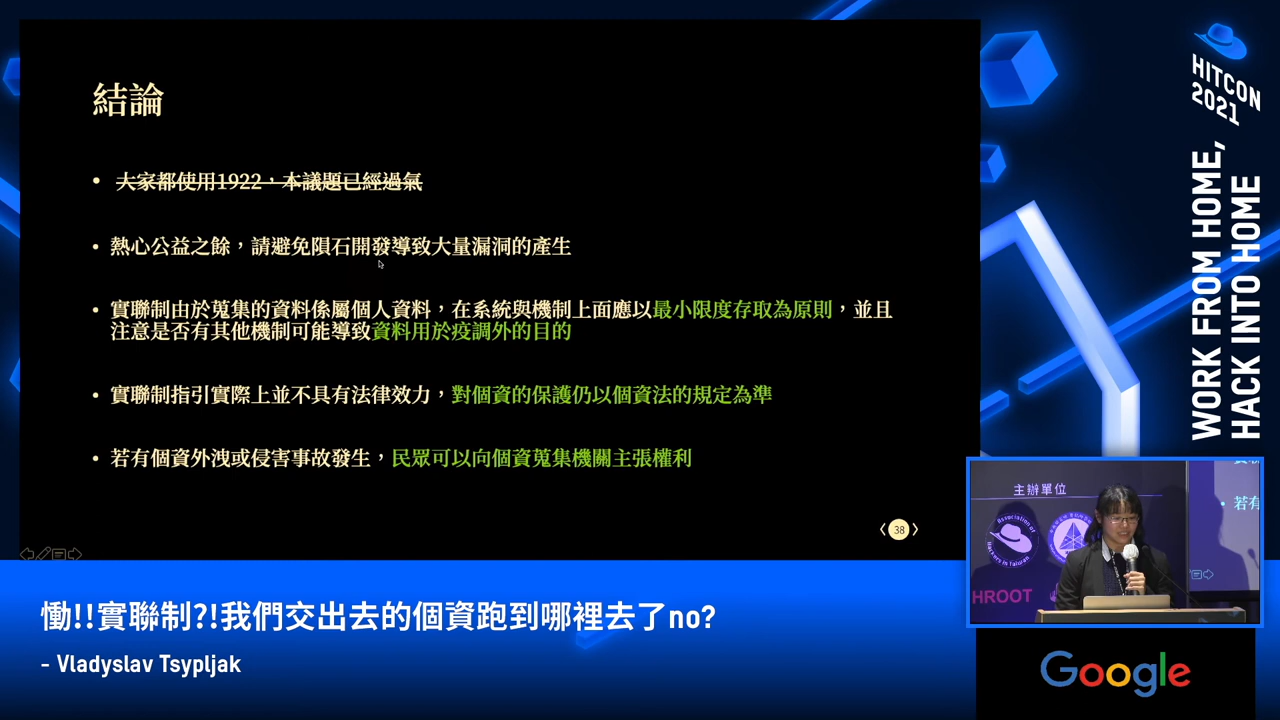 結論
• 大家都使用1922，本議題已經過氣
• 熱心公益之餘，請避免隕石開發導致大量漏洞的產生
• 實聯制由於蒐集的資料係屬個人資料，在系統與機制上面應以最小限度存取為原則，並且
注意是否有其他機制可能導致資料用於疫調外的目的
• 實聯制指引實際上並不具有法律效力，對個資的保護仍以個資法的規定為準
• 若有個資外洩或侵害事故發生，民眾可以向個資蒐集機關主張權利
38
HITCON
2021
WORK FROM HOME,
HACK INTO HOME
主辦單位
Association of
Hackers in Taiwan
HROOT
若有
慟!!實聯制?!我們交出去的個資跑到哪裡去了no?
- Vladyslav Tsypljak
Google